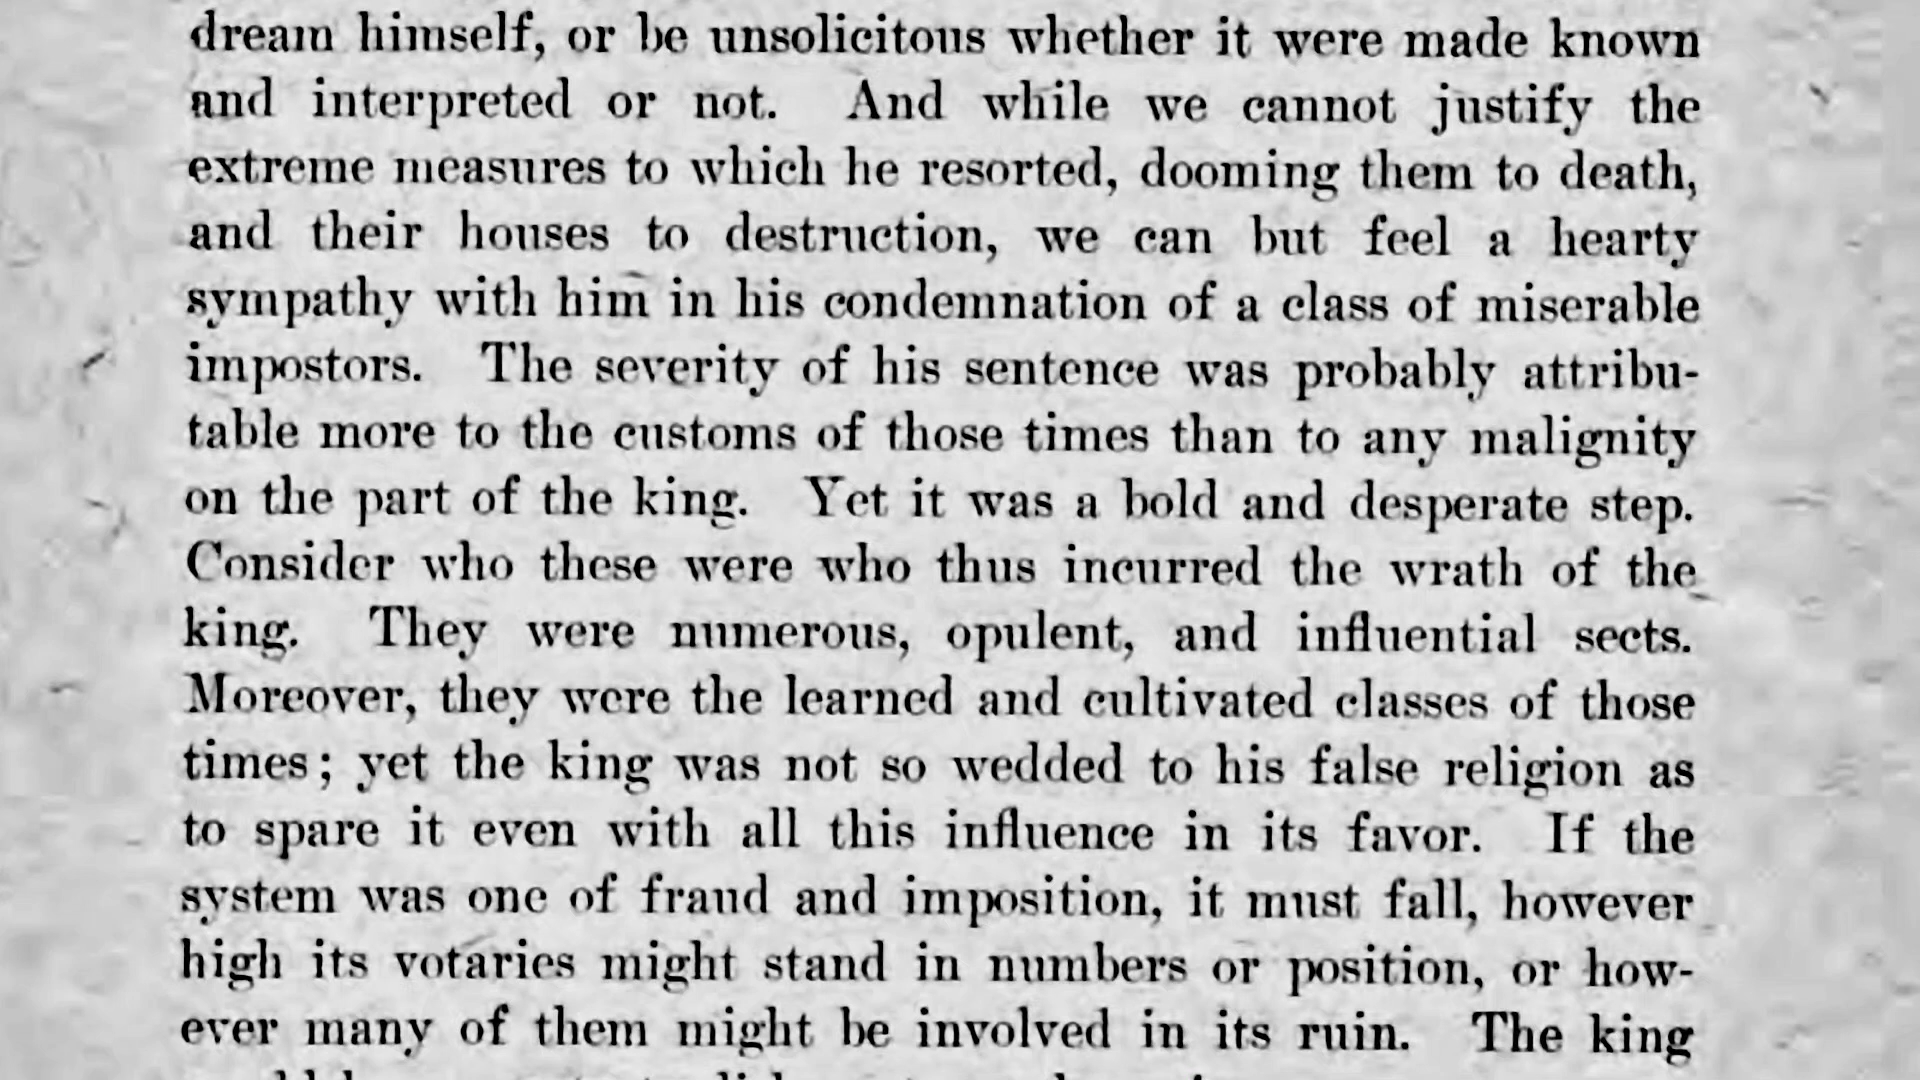 dream himself, or be unsolicitous whether it were made known
and interpreted or not. And while we cannot justify the
extreme measures to which he resorted, dooming them to death,
and their houses to destruction, we can but feel a hearty
sympathy with him in his condemnation of a class of miserable
impostors. The severity of his sentence was probably attribu-
table more to the customs of those times than to any malignity
on the part of the king. Yet it was a bold and desperate step.
Consider who these were who thus incurred the wrath of the
king. They were numerous, opulent, and influential sects.
Moreover, they were the learned and cultivated classes of those
times; yet the king was not so wedded to his false religion as
to spare it even with all this influence in its favor. If the
system was one of fraud and imposition, it must fall, however
high its votaries might stand in numbers or position, or how-
ever many of them might be involved in its ruin. The king